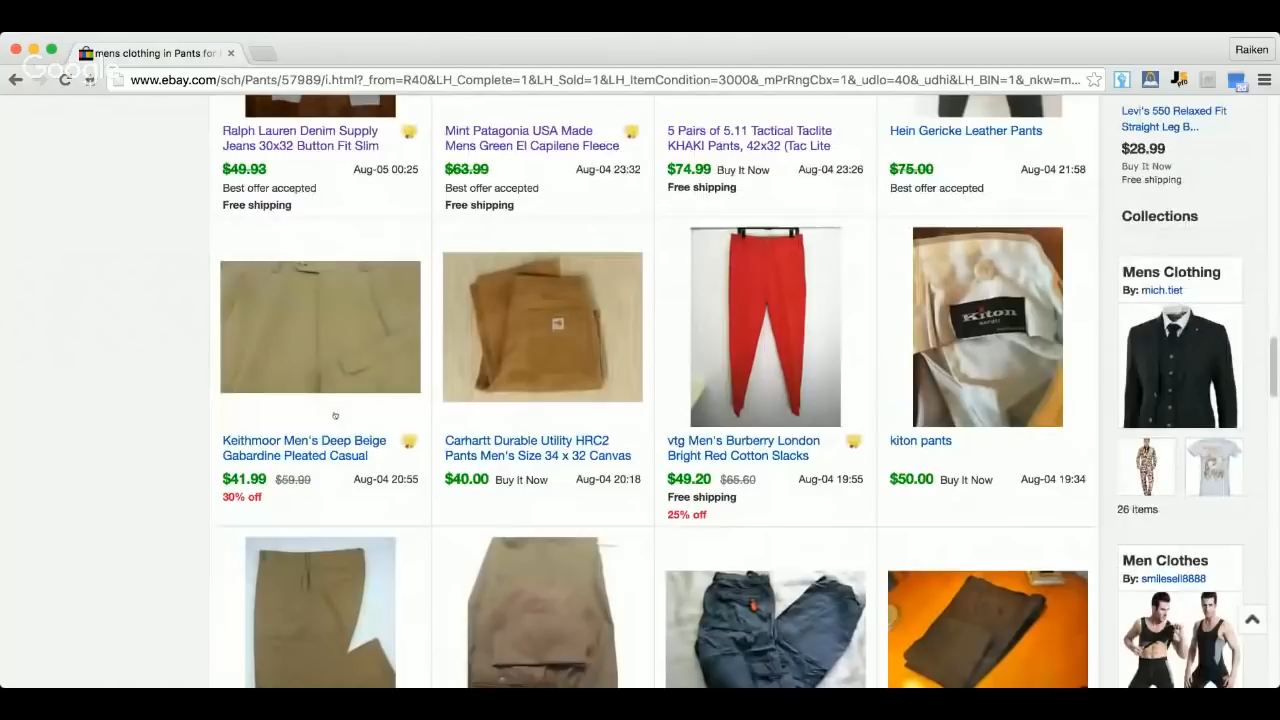 mens clothing in Pants for
Raiken
Google
www.ebay.com/sch/Pants/57989/i.html?_from=R40&LH_Complete=1&LH_Sold=1&LH_ItemCondition=3000&_mPrRngCbx=1&_udlo=40&_udhi&LH_BIN=1&_nkw=m...
Ralph Lauren Denim Supply
Jeans 30x32 Button Fit Slim
$49.93 Aug-05 00:25
Best offer accepted
Free shipping
Mint Patagonia USA Made
Mens Green El Capilene Fleece
$63.99 Aug-04 23:32
Best offer accepted
Free shipping
5 Pairs of 5.11 Tactical Taclite
KHAKI Pants, 42x32 (Tac Lite
$74.99 Buy It Now Aug-04 23:26
Free shipping
Hein Gericke Leather Pants
$75.00 Aug-04 21:58
Best offer accepted
Kiton
Keithmoor Men's Deep Beige
Gabardine Pleated Casual
$41.99 $59.99 Aug-04 20:55
30% off
Carhartt Durable Utility HRC2
Pants Men's Size 34 x 32 Canvas
$40.00 Buy It Now Aug-04 20:18
vtg Men's Burberry London
Bright Red Cotton Slacks
$49.20 $65.60 Aug-04 19:55
Free shipping
25% off
kiton pants
$50.00 Buy It Now Aug-04 19:34
Levi's 550 Relaxed Fit
Straight Leg B...
$28.99
Buy It Now
Free shipping
Collections
Mens Clothing
By: mich.tiet
26 items
Men Clothes
By: smilesell8888